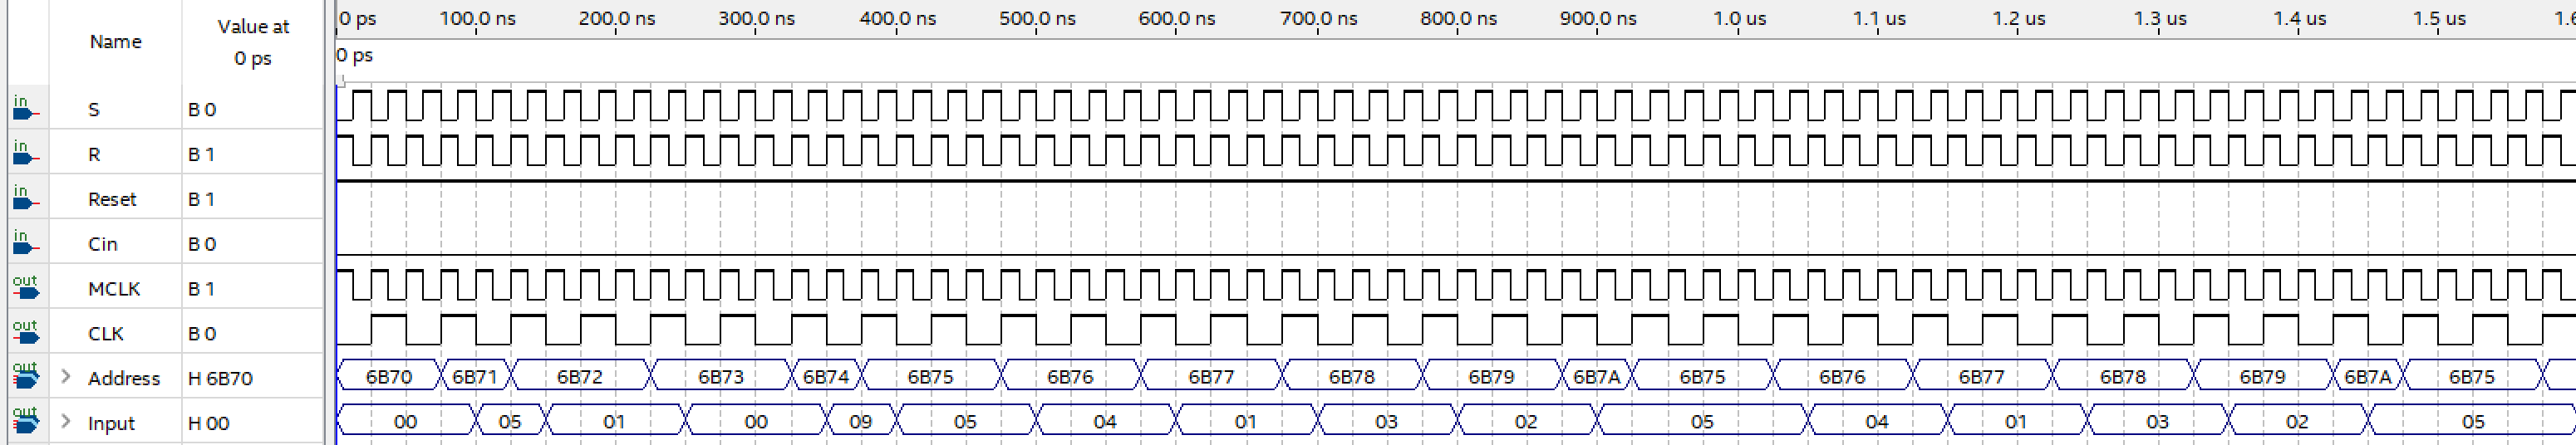 0 ps 100.0 ns 200.0 ns 300.0 ns 400.0 ns 500.0 ns 600.0 ns 700.0 ns 800.0 ns 900.0 ns 1.0 us 1.1 us 1.2 us 1.3 us 1.4 us 1.5 us 1.6
Name Value at
0 ps
0 ps
in S B 0
in R B 1
in Reset B 1
in Cin B 0
out MCLK B 1
out CLK B 0
out > Address H 6B70 6B70 6B71 6B72 6B73 6B74 6B75 6B76 6B77 6B78 6B79 6B7A 6B75 6B76 6B77 6B78 6B79 6B7A 6B75
out > Input H 00 00 05 01 00 09 05 04 01 03 02 05 04 01 03 02 05